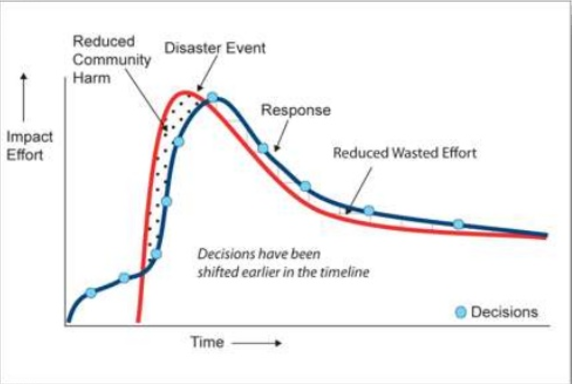 Reduced
Community
Harm
Disaster Event
Response
Impact
Effort
Reduced Wasted Effort
Decisions have been
shifted earlier in the timeline
Decisions
Time